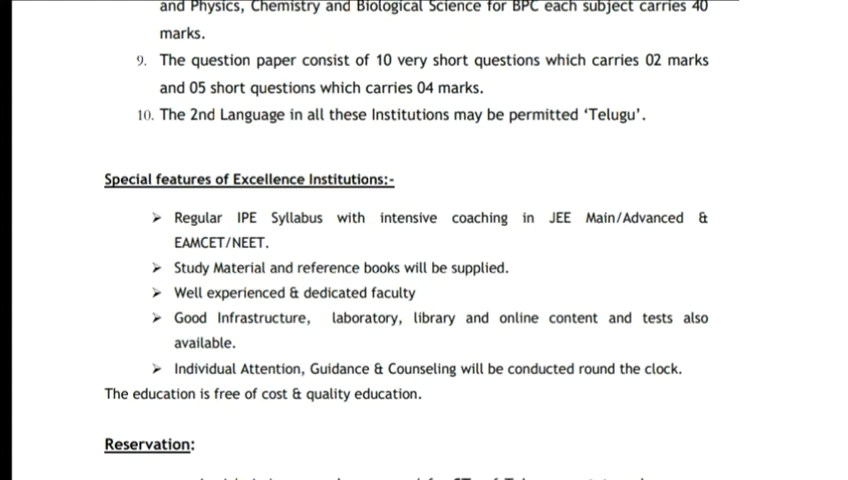 and Physics, Chemistry and Biological Science for BPC each subject carries 40
marks.
9. The question paper consist of 10 very short questions which carries 02 marks
and 05 short questions which carries 04 marks.
10. The 2nd Language in all these Institutions may be permitted ‘Telugu’.
Special features of Excellence Institutions:-
➢ Regular IPE Syllabus with intensive coaching in JEE Main/Advanced &
EAMCET/NEET.
➢ Study Material and reference books will be supplied.
➢ Well experienced & dedicated faculty
➢ Good Infrastructure, laboratory, library and online content and tests also
available.
➢ Individual Attention, Guidance & Counseling will be conducted round the clock.
The education is free of cost & quality education.
Reservation: